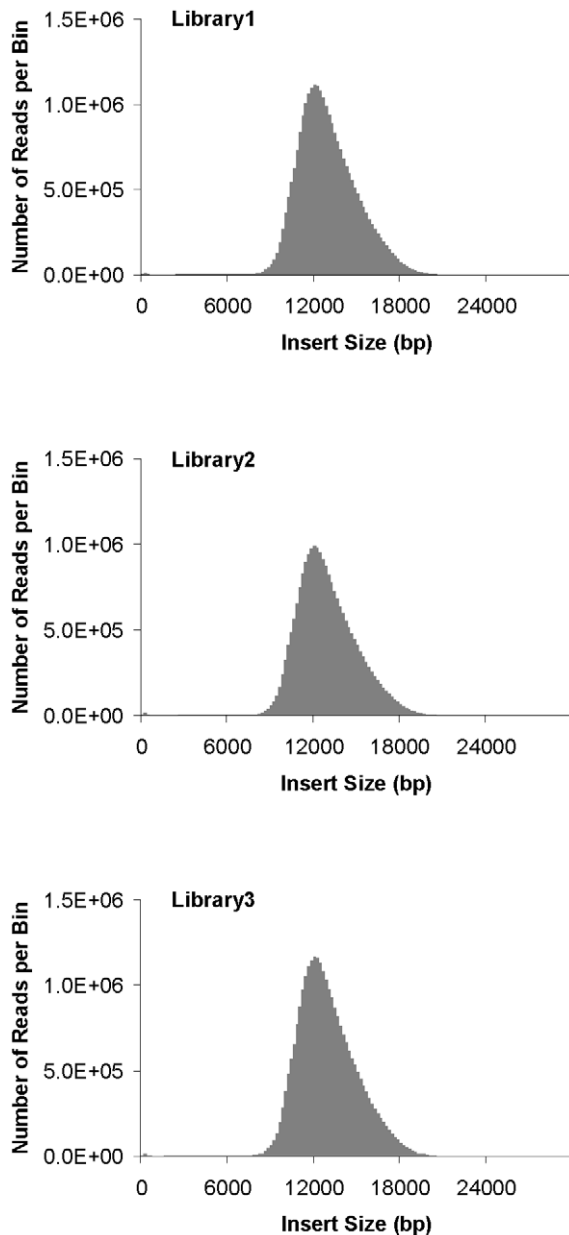 Library1
Number of Reads per Bin
1.5E+06
1.0E+06
5.0E+05
0.0E+00
0 6000 12000 18000 24000
Insert Size (bp)
Library2
Number of Reads per Bin
1.5E+06
1.0E+06
5.0E+05
0.0E+00
0 6000 12000 18000 24000
Insert Size (bp)
Library3
Number of Reads per Bin
1.5E+06
1.0E+06
5.0E+05
0.0E+00
0 6000 12000 18000 24000
Insert Size (bp)